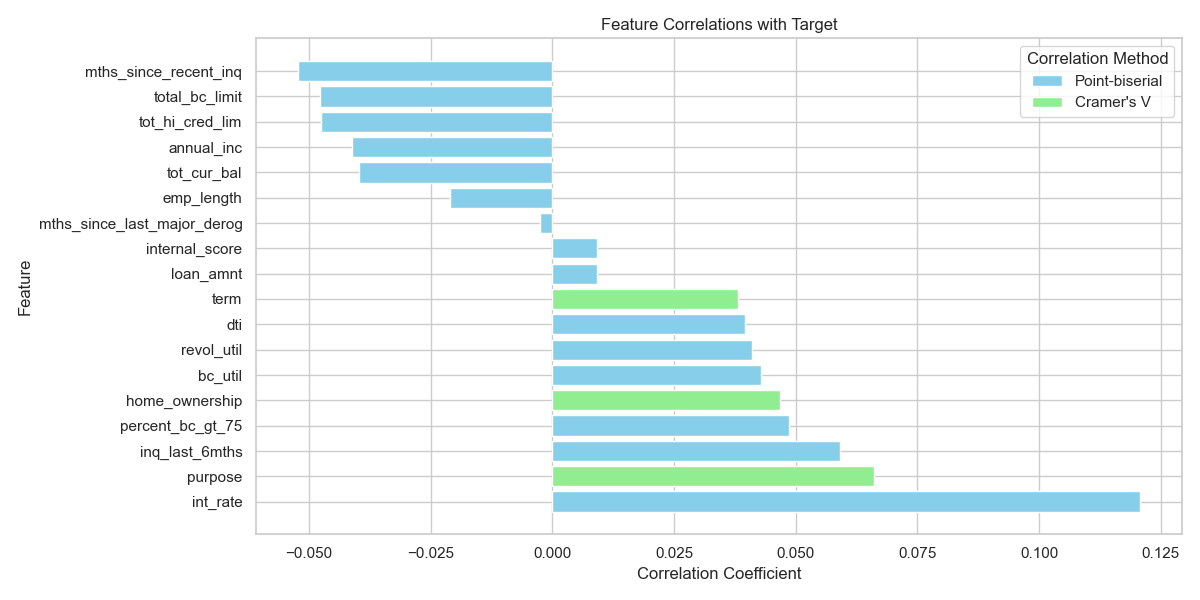 Feature Correlations with Target
Correlation Method
Point-biserial
Cramer's V
Feature
mths_since_recent_inq
total_bc_limit
tot_hi_cred_lim
annual_inc
tot_cur_bal
emp_length
mths_since_last_major_derog
internal_score
loan_amnt
term
dti
revol_util
bc_util
home_ownership
percent_bc_gt_75
inq_last_6mths
purpose
int_rate
−0.050 −0.025 0.000 0.025 0.050 0.075 0.100 0.125
Correlation Coefficient